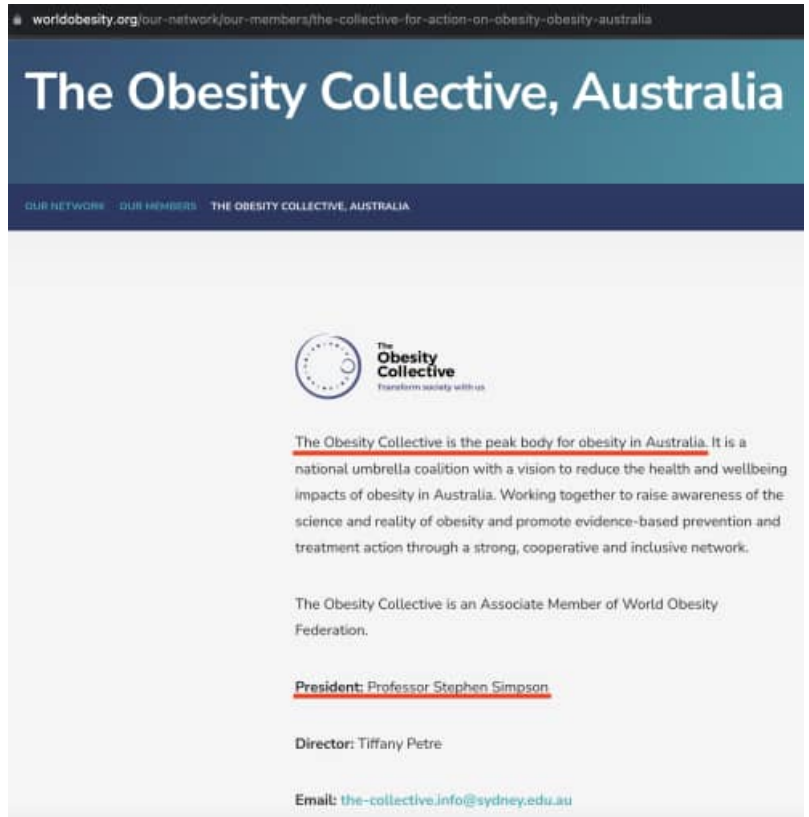 worldobesity.org/our-network/our-members/the-collective-for-action-on-obesity-obesity-australia
The Obesity Collective, Australia
OUR NETWORK OUR MEMBERS THE OBESITY COLLECTIVE, AUSTRALIA
The
Obesity
Collective
Transform society with us
The Obesity Collective is the peak body for obesity in Australia. It is a
national umbrella coalition with a vision to reduce the health and wellbeing
impacts of obesity in Australia. Working together to raise awareness of the
science and reality of obesity and promote evidence-based prevention and
treatment action through a strong, cooperative and inclusive network.
The Obesity Collective is an Associate Member of World Obesity
Federation.
President: Professor Stephen Simpson
Director: Tiffany Petre
Email: the-collective.info@sydney.edu.au